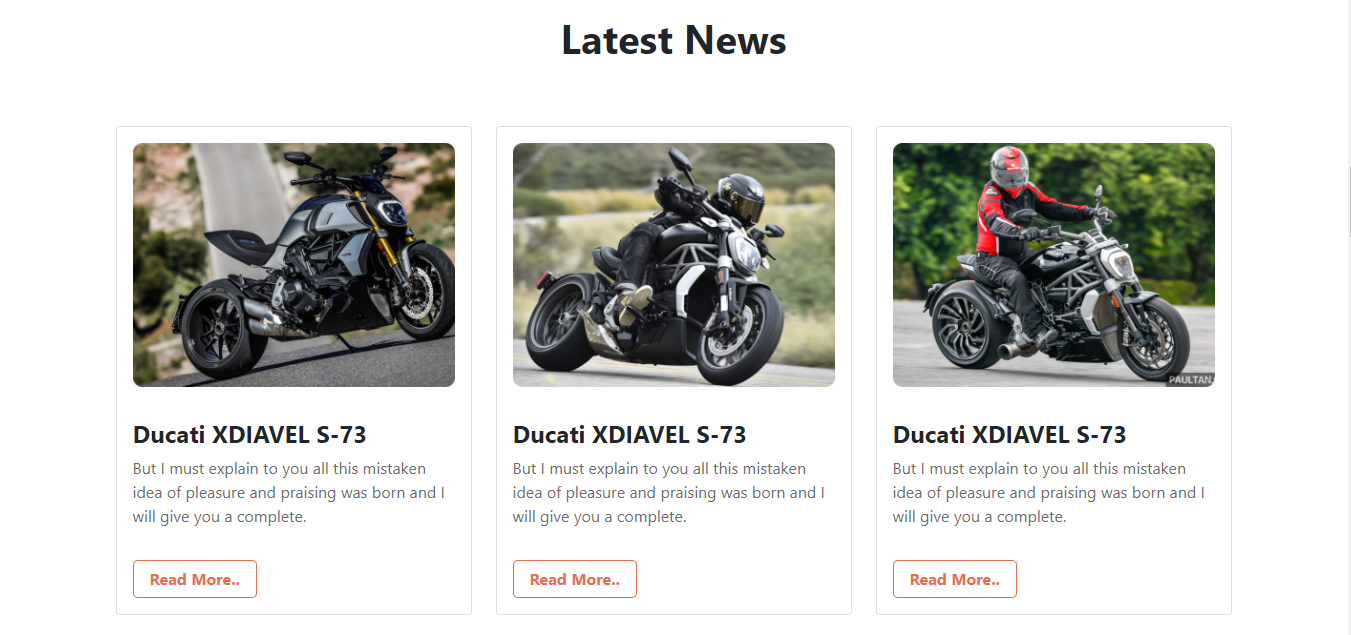 Latest News
Ducati XDIAVEL S-73
But I must explain to you all this mistaken
idea of pleasure and praising was born and I
will give you a complete.
Read More..
Ducati XDIAVEL S-73
But I must explain to you all this mistaken
idea of pleasure and praising was born and I
will give you a complete.
Read More..
PAULTAN.
Ducati XDIAVEL S-73
But I must explain to you all this mistaken
idea of pleasure and praising was born and I
will give you a complete.
Read More..